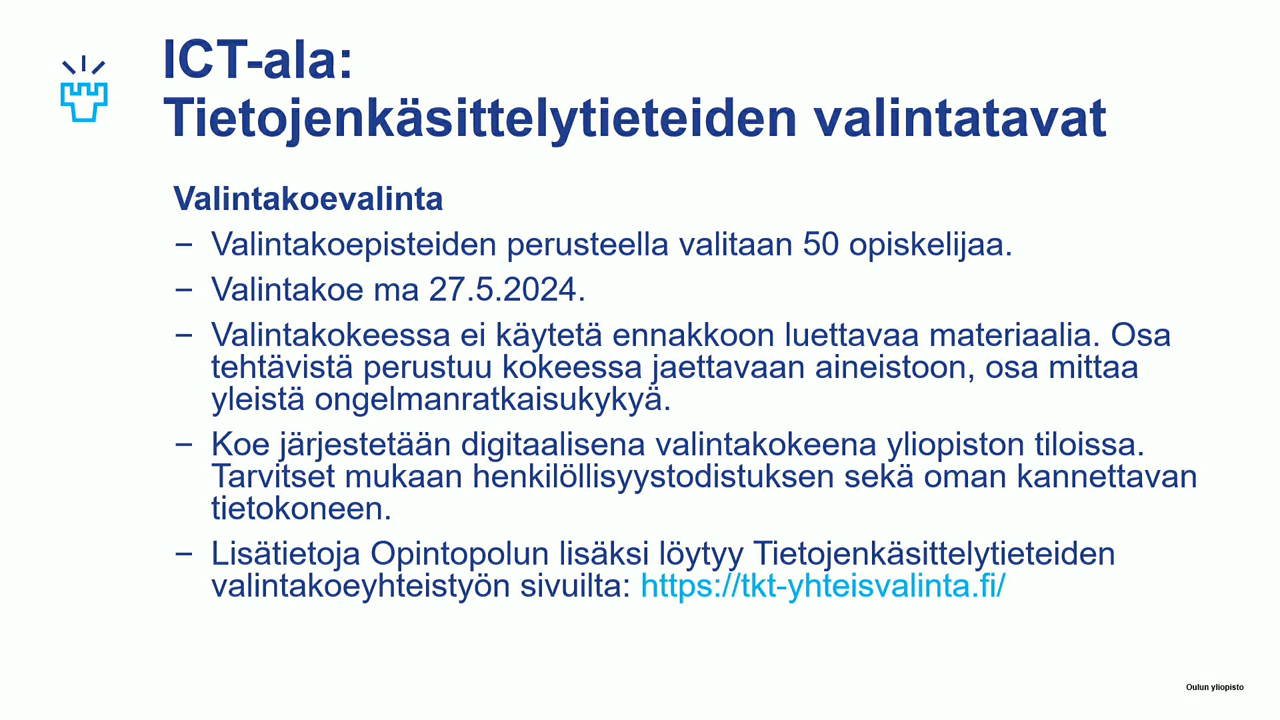 ICT-ala:
Tietojenkäsittelytieteiden valintatavat
Valintakoevalinta
– Valintakoepisteiden perusteella valitaan 50 opiskelijaa.
– Valintakoe ma 27.5.2024.
– Valintakokeessa ei käytetä ennakkoon luettavaa materiaalia. Osa
tehtävistä perustuu kokeessa jaettavaan aineistoon, osa mittaa
yleistä ongelmanratkaisukykyä.
– Koe järjestetään digitaalisena valintakokeena yliopiston tiloissa.
Tarvitset mukaan henkilöllisyystodistuksen sekä oman kannettavan
tietokoneen.
– Lisätietoja Opintopolun lisäksi löytyy Tietojenkäsittelytieteiden
valintakoeyhteistyön sivuilta: https://tkt-yhteisvalinta.fi/
Oulun yliopisto